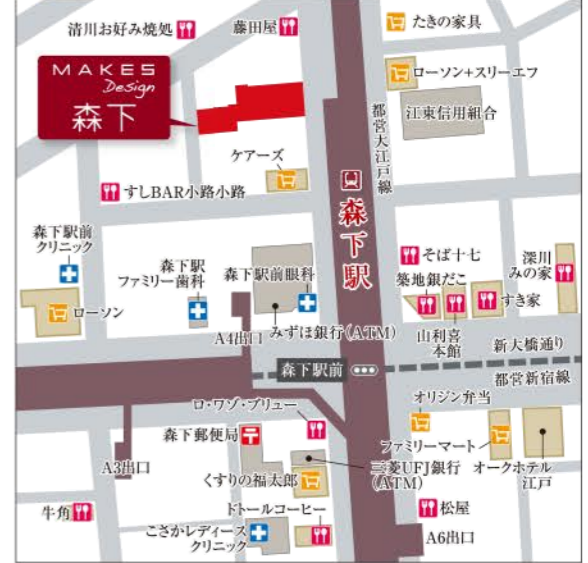 清川お好み焼処
藤田屋
たきの家具
MAKES
Design
森下
ローソン+スリーエフ
江東信用組合
都営大江戸線
ケアーズ
すしBAR小路小路
森下駅
森下駅前
クリニック
森下駅
ファミリー歯科
森下駅前眼科
そば十七
築地銀だこ
深川
みの家
すき家
ローソン
A4出口
みずほ銀行(ATM)
山利喜
本館
新大橋通り
森下駅前
都営新宿線
ロ・ワゾ・ブリュー
オリジン弁当
森下郵便局
ファミリーマート
A3出口
三菱UFJ銀行
(ATM)
オークホテル
江戸
くすりの福太郎
牛角
ドトールコーヒー
松屋
こさかレディース
クリニック
A6出口